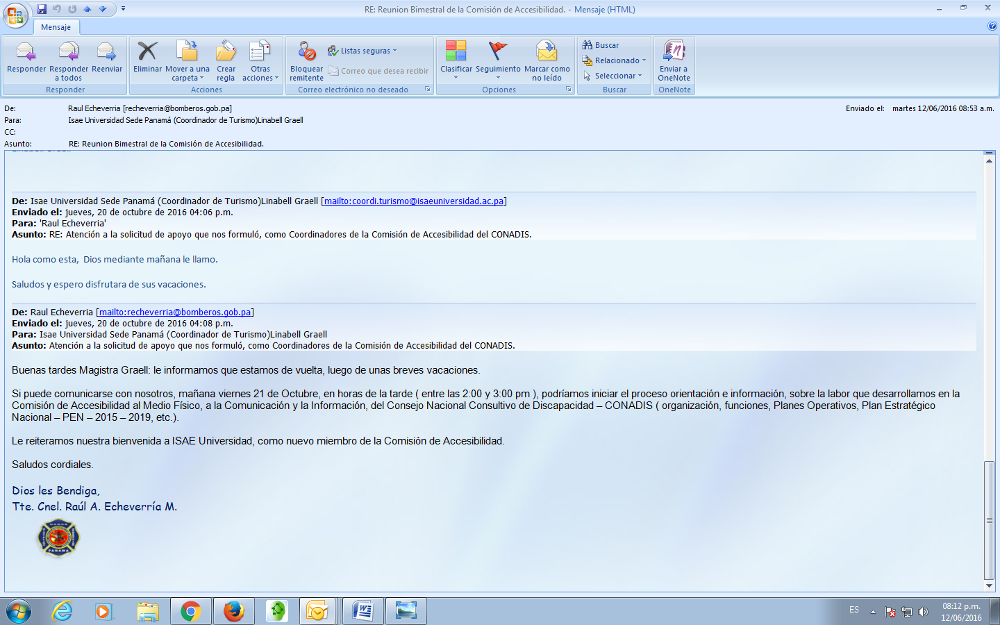 RE: Reunion Bimestral de la Comisión de Accesibilidad. - Mensaje (HTML)
Mensaje
Responder
Responder a todos
Reenviar
Responder
Eliminar
Mover a una carpeta
Crear regla
Otras acciones
Acciones
Bloquear remitente
Listas seguras
Correo que desea recibir
Correo electrónico no deseado
Clasificar
Seguimiento
Marcar como no leído
Opciones
Buscar
Relacionado
Seleccionar
Buscar
Enviar a OneNote
OneNote
De: Raul Echeverria [recheverria@bomberos.gob.pa]
Enviado el: martes 12/06/2016 08:53 a.m.
Para: Isae Universidad Sede Panamá (Coordinador de Turismo)Linabell Graell
CC:
Asunto: RE: Reunion Bimestral de la Comisión de Accesibilidad.
De: Isae Universidad Sede Panamá (Coordinador de Turismo)Linabell Graell [mailto:coordi.turismo@isaeuniversidad.ac.pa]
Enviado el: jueves, 20 de octubre de 2016 04:06 p.m.
Para: 'Raul Echeverria'
Asunto: RE: Atención a la solicitud de apoyo que nos formuló, como Coordinadores de la Comisión de Accesibilidad del CONADIS.
Hola como esta,  Dios mediante mañana le llamo.
Saludos y espero disfrutara de sus vacaciones.
De: Raul Echeverria [mailto:recheverria@bomberos.gob.pa]
Enviado el: jueves, 20 de octubre de 2016 04:08 p.m.
Para: Isae Universidad Sede Panamá (Coordinador de Turismo)Linabell Graell
Asunto: Atención a la solicitud de apoyo que nos formuló, como Coordinadores de la Comisión de Accesibilidad del CONADIS.
Buenas tardes Magistra Graell: le informamos que estamos de vuelta, luego de unas breves vacaciones.
Si puede comunicarse con nosotros, mañana viernes 21 de Octubre, en horas de la tarde ( entre las 2:00 y 3:00 pm ), podríamos iniciar el proceso orientación e información, sobre la labor que desarrollamos en la
Comisión de Accesibilidad al Medio Físico, a la Comunicación y la Información, del Consejo Nacional Consultivo de Discapacidad – CONADIS ( organización, funciones, Planes Operativos, Plan Estratégico
Nacional – PEN – 2015 – 2019, etc.).
Le reiteramos nuestra bienvenida a ISAE Universidad, como nuevo miembro de la Comisión de Accesibilidad.
Saludos cordiales.
Dios les Bendiga,
Tte. Cnel. Raúl A. Echeverría M.
PANAMA
ES
08:12 p.m.
12/06/2016